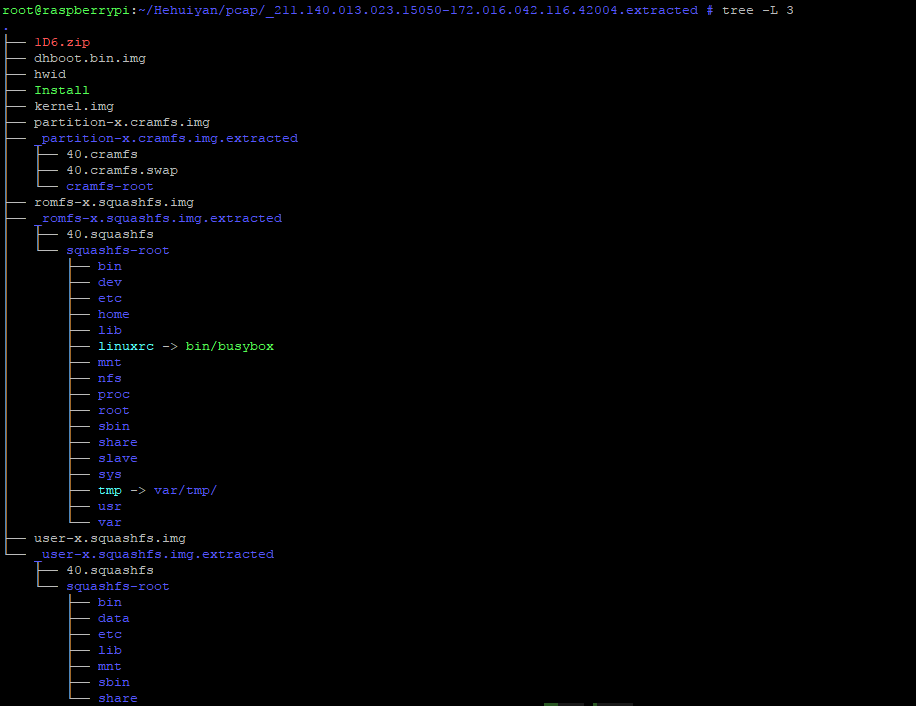 root@raspberrypi:~/Hehuiyan/pcap/_211.140.013.023.15050-172.016.042.116.42004.extracted # tree -L 3
.
├── 1D6.zip
├── dhboot.bin.img
├── hwid
├── Install
├── kernel.img
├── partition-x.cramfs.img
├── _partition-x.cramfs.img.extracted
│   ├── 40.cramfs
│   ├── 40.cramfs.swap
│   └── cramfs-root
├── romfs-x.squashfs.img
├── _romfs-x.squashfs.img.extracted
│   ├── 40.squashfs
│   └── squashfs-root
│       ├── bin
│       ├── dev
│       ├── etc
│       ├── home
│       ├── lib
│       ├── linuxrc -> bin/busybox
│       ├── mnt
│       ├── nfs
│       ├── proc
│       ├── root
│       ├── sbin
│       ├── share
│       ├── slave
│       ├── sys
│       ├── tmp -> var/tmp/
│       ├── usr
│       └── var
├── user-x.squashfs.img
└── _user-x.squashfs.img.extracted
    ├── 40.squashfs
    └── squashfs-root
        ├── bin
        ├── data
        ├── etc
        ├── lib
        ├── mnt
        ├── sbin
        └── share